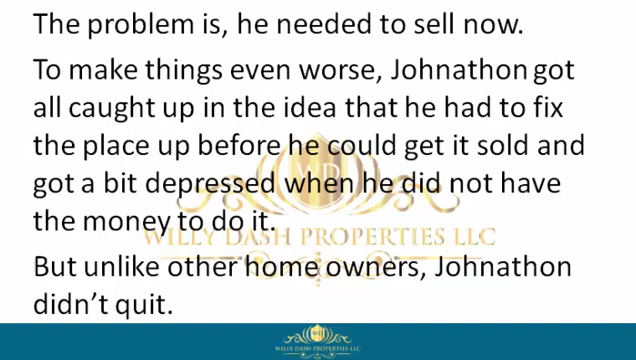 The problem is, he needed to sell now.
To make things even worse, Johnathon got
all caught up in the idea that he had to fix
the place up before he could get it sold and
got a bit depressed when he did not have
the money to do it.
WILLY DASH PROPERTIES LLC
But unlike other home owners, Johnathon
didn't quit.
WILLY DASH PROPERTIES LLC